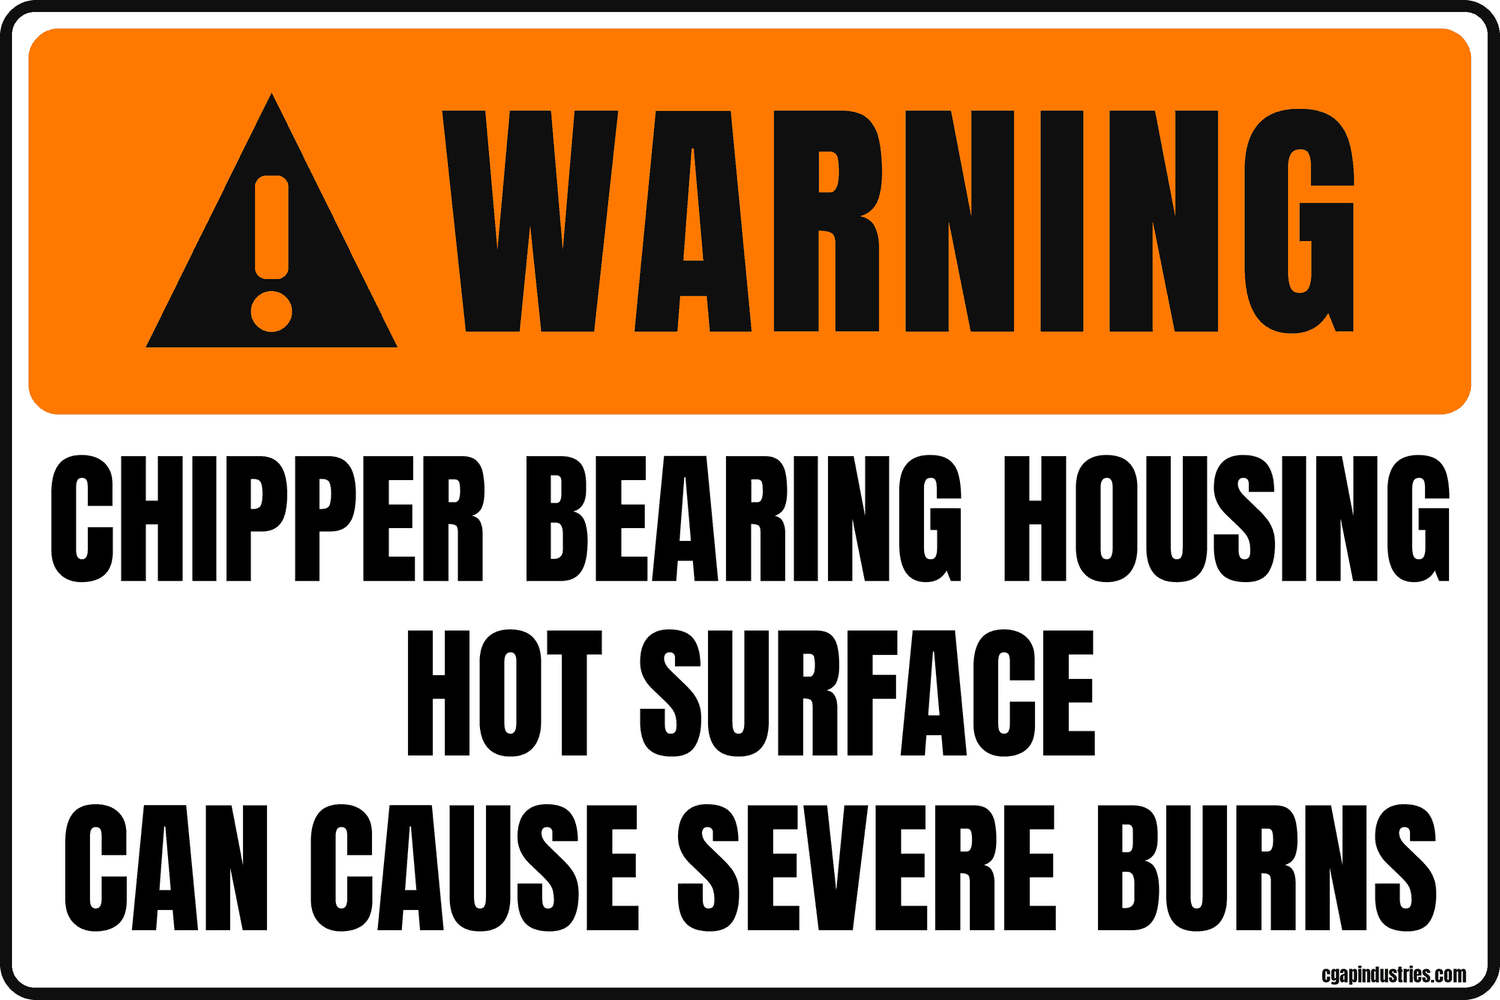 WARNING
CHIPPER BEARING HOUSING
HOT SURFACE
CAN CAUSE SEVERE BURNS
cgapindustries.com